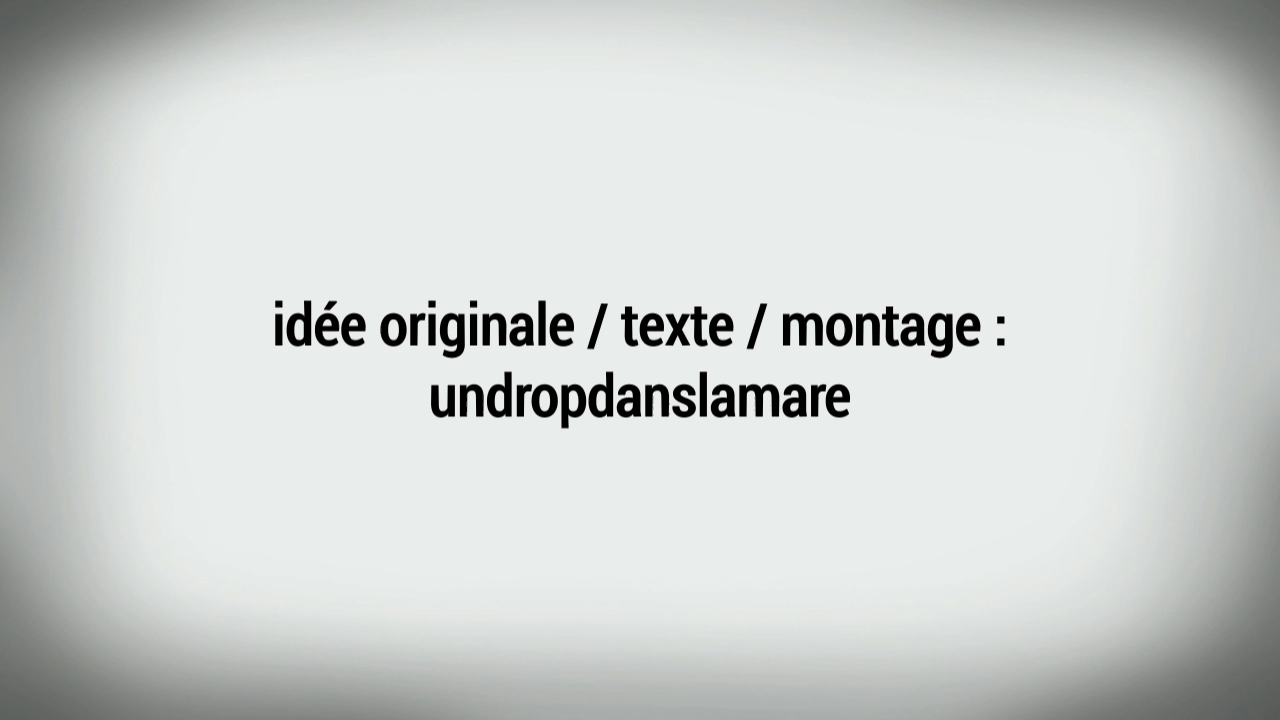 idée originale / texte / montage :
undropdanslamare